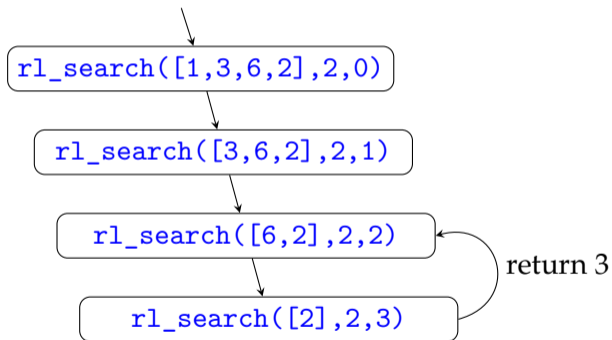 rl_search([1,3,6,2],2,0)
rl_search([3,6,2],2,1)
rl_search([6,2],2,2)
return 3
rl_search([2],2,3)